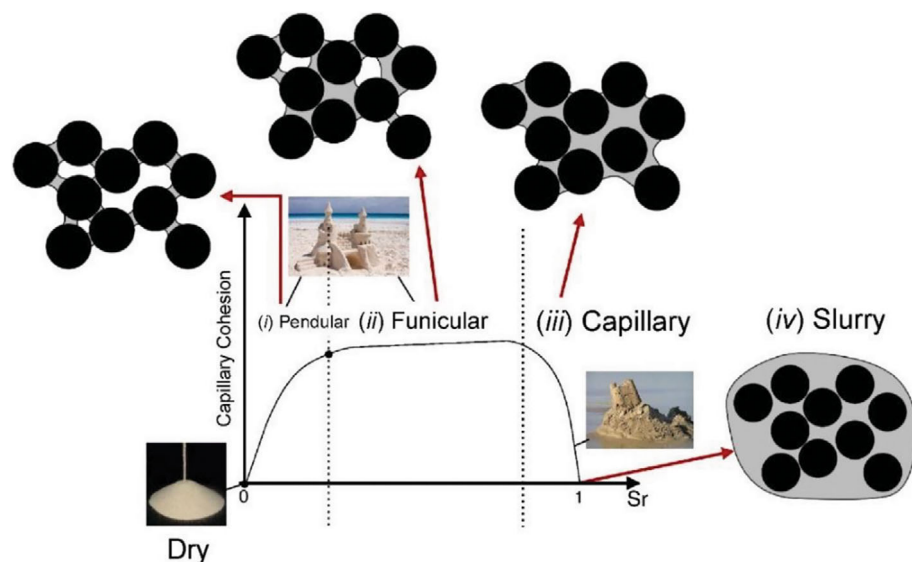 (i) Pendular
(ii) Funicular
(iii) Capillary
(iv) Slurry
Capillary Cohesion
0
1
Sr
Dry